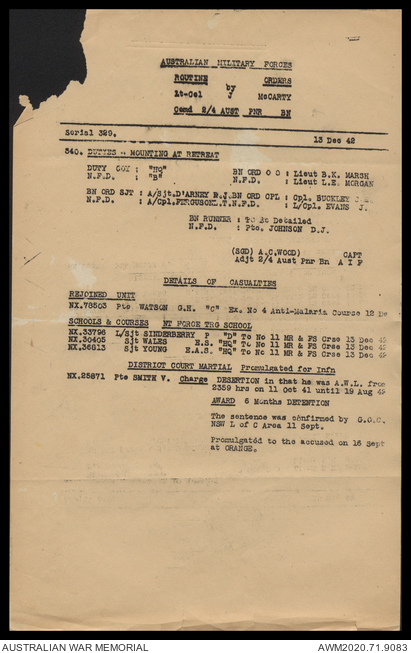 AUSTRALIAN MILITARY FORCES
ROUTINE ORDERS
by
Lt-Col J McCARTY
Comd 2/4 AUST PNR BN
Serial 329.
13 Dec 42
340. DUTIES - MOUNTING AT RETREAT
DUTY COY : "HQ" BN ORD O O : Lieut B.K. MARSH
N.F.D. : "B" N.F.D. : Lieut L.E. MORGAN
BN ORD SJT : A/Sjt.D'ARNEY R.J. BN ORD CPL : Cpl. BUCKLEY
N.F.D. : A/Cpl.FERGUSON L.T. N.F.D. : L/Cpl. EVANS J.
BN RUNNER : To Be Detailed
N.F.D. : Pte. JOHNSON D.J.
(SGD) A.C.WOOD) CAPT
Adjt 2/4 Aust Pnr Bn A I F
DETAILS OF CASUALTIES
REJOINED UNIT
NX.78503 Pte WATSON G.H. "C" Ex. No 4 Anti-Malaria Course 12 De
SCHOOLS & COURSES NT FORCE TRG SCHOOL
NX.33796 L/Sjt SINDERBERRY P "D" To No 11 MR & FS Crse 13 Dec 42
NX.30405 Sjt WALES E.S. "HQ" To No 11 MR & FS Crse 13 Dec 42
NX.36813 Sjt YOUNG E.A.S. "HQ" To No 11 MR & FS Crse 13 Dec 42
DISTRICT COURT MARTIAL Promulgated for Infn
NX.25871 Pte SMITH V. Charge DESERTION in that he was A.W.L. from
2359 hrs on 11 Oct 41 until 19 Aug 42
AWARD 6 Months DETENTION
The sentence was confirmed by G.O.C.
NSW L of C Area 11 Sept.
Promulgated to the accused on 16 Sept
at ORANGE.
AUSTRALIAN WAR MEMORIAL
AWM2020.71.9083